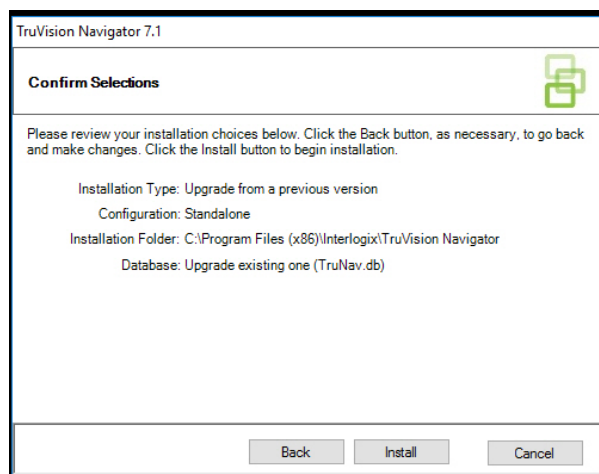 TruVision Navigator 7.1
Confirm Selections
Please review your installation choices below. Click the Back button, as necessary, to go back
and make changes. Click the Install button to begin installation.
Installation Type: Upgrade from a previous version
Configuration: Standalone
Installation Folder: C:\Program Files (x86)\Interlogix\TruVision Navigator
Database: Upgrade existing one (TruNav.db)
Back Install Cancel